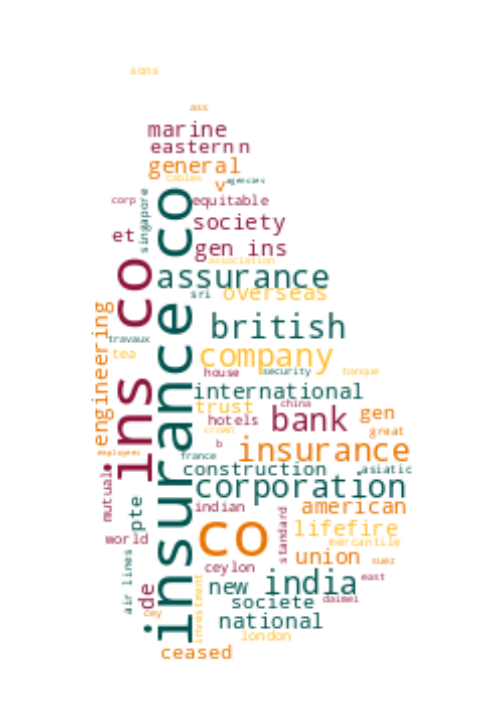 sons
ass
marine
eastern n
general
cables
v
agencies
corp
singapore
equitable
insurance co
society
et
gen ins
association
ins co
assurance
sri
overseas
engineering
british
travaux
tea
company
house
security
banque
international
trust
china
hotels
bank
gen
crown
great
b
insurance
employees
france
construction
asiatic
mutual
corporation
pte
indian
american
standard
co
lifefire
world
mercantile
union
suez
ceylon
air lines
east
new
india
de
investment
societe
daimei
cey
national
london
ceased